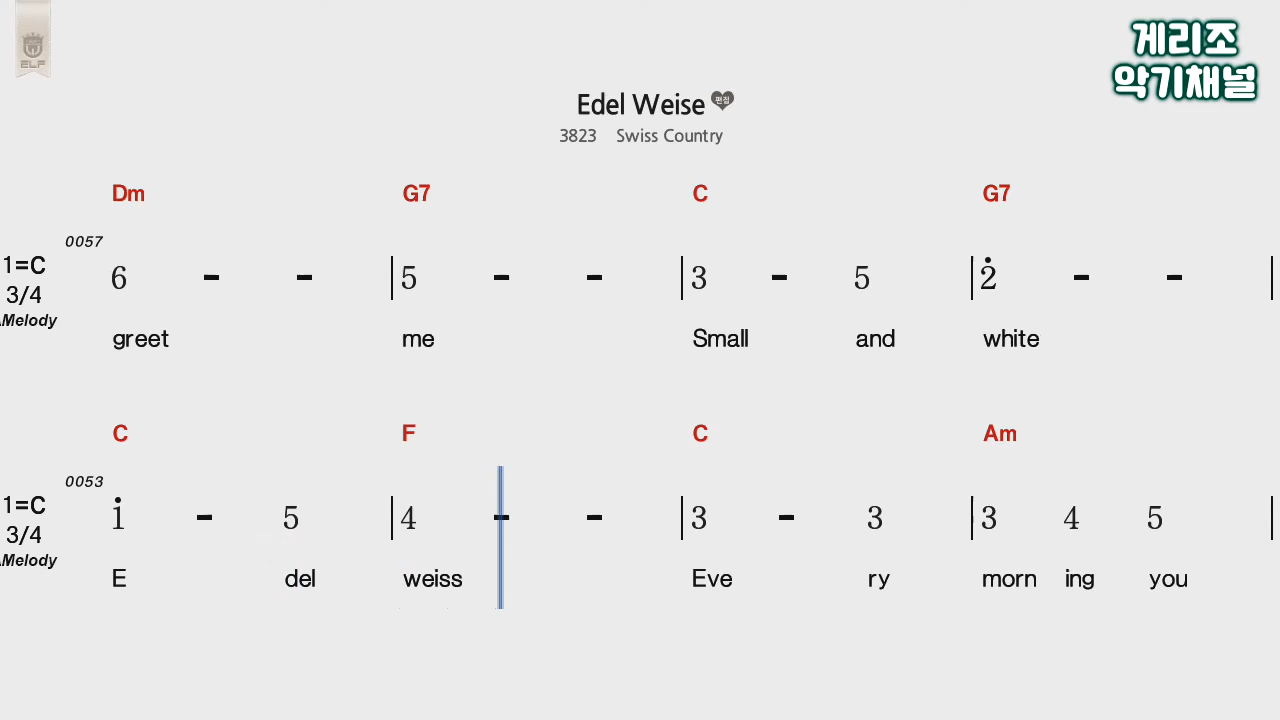 ELF
게리조
악기채널
Edel Weise 편집
3823 Swiss Country
Dm G7 C G7
0057
1=C
3/4
Melody
6 - - | 5 - - | 3 - 5 | 2̇ - - |
greet me Small and white
C F C Am
0053
1=C
3/4
Melody
1̇ - 5 | 4 - - | 3 - 3 | 3 4 5 |
E del weiss Eve ry morn ing you